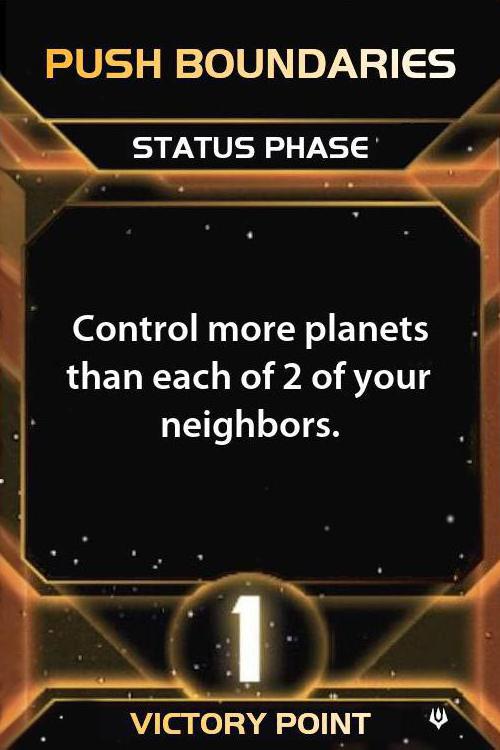 PUSH BOUNDARIES
STATUS PHASE
Control more planets
than each of 2 of your
neighbors.
1
VICTORY POINT